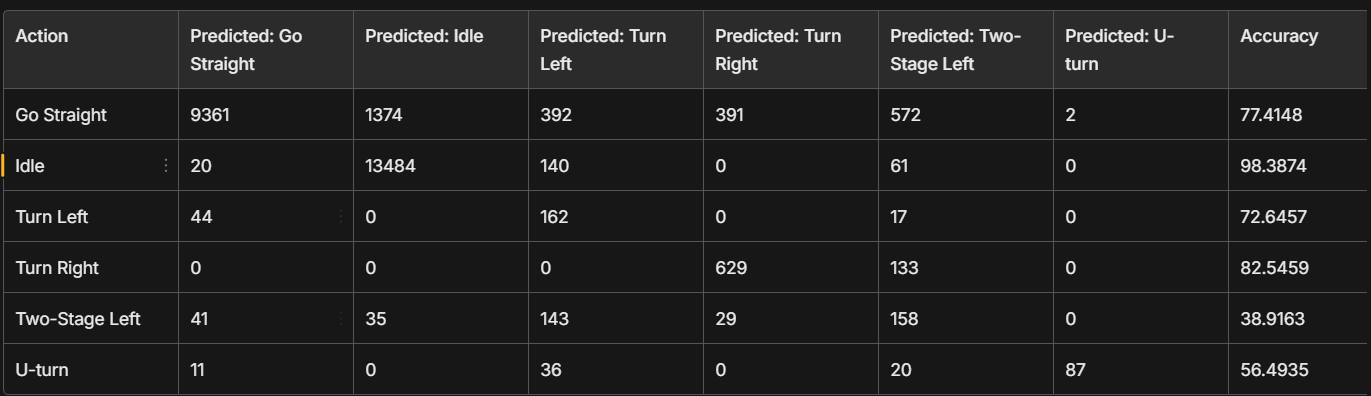 Action Predicted: Go Straight Predicted: Idle Predicted: Turn Left Predicted: Turn Right Predicted: Two-Stage Left Predicted: U-turn Accuracy
Go Straight 9361 1374 392 391 572 2 77.4148
Idle 20 13484 140 0 61 0 98.3874
Turn Left 44 0 162 0 17 0 72.6457
Turn Right 0 0 0 629 133 0 82.5459
Two-Stage Left 41 35 143 29 158 0 38.9163
U-turn 11 0 36 0 20 87 56.4935